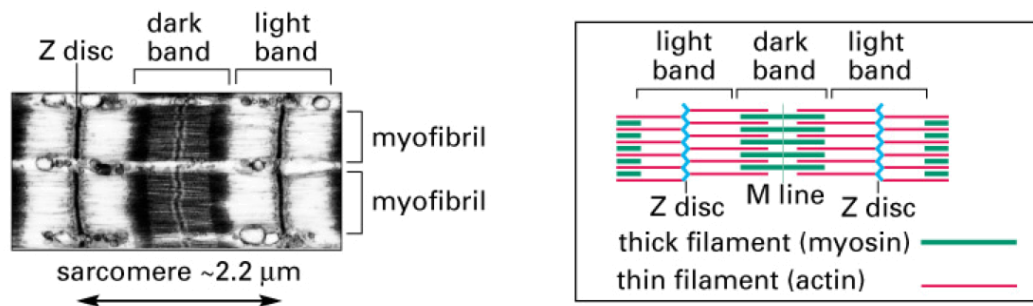 Z disc
dark
band
light
band
myofibril
myofibril
sarcomere ~2.2 μm
light
band
dark
band
light
band
Z disc
M line
Z disc
thick filament (myosin)
thin filament (actin)